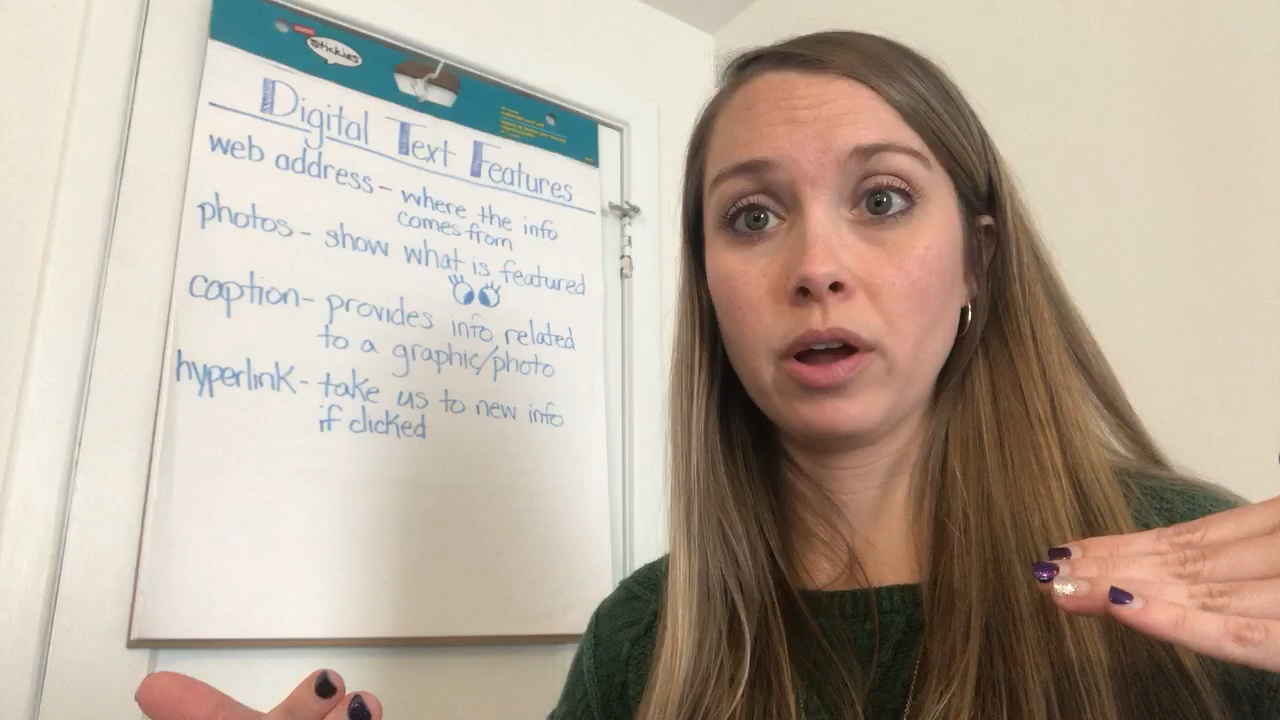 Stickies
Digital Text Features
web address - where the info
comes from
photos - show what is featured
caption - provides info related
to a graphic/photo
hyperlink - take us to new info
if clicked